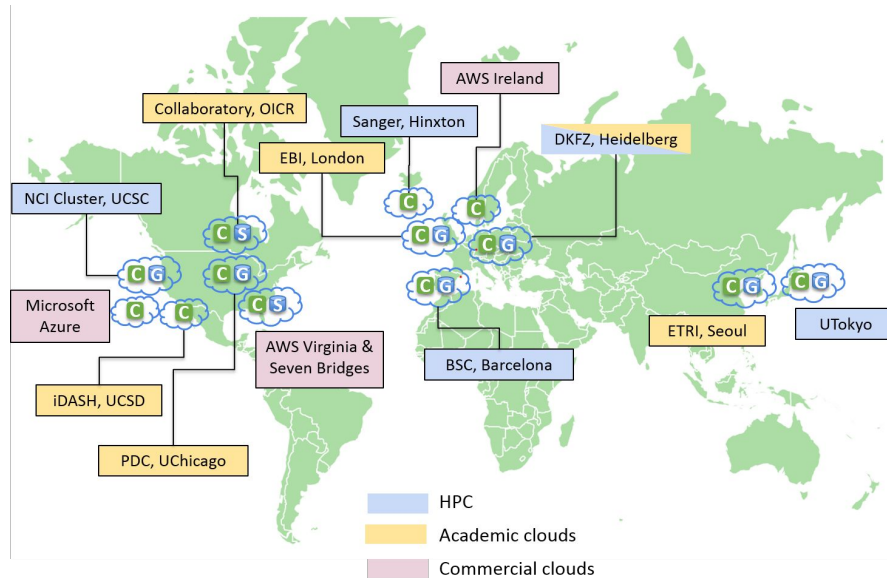 AWS Ireland
Collaboratory, OICR
Sanger, Hinxton
DKFZ, Heidelberg
EBI, London
NCI Cluster, UCSC
C
C
C S
C G
C G
C G
C G
C G
C
C
C S
C G
C G
C G
Microsoft
Azure
ETRI, Seoul
UTokyo
AWS Virginia &
Seven Bridges
BSC, Barcelona
iDASH, UCSD
PDC, UChicago
HPC
Academic clouds
Commercial clouds